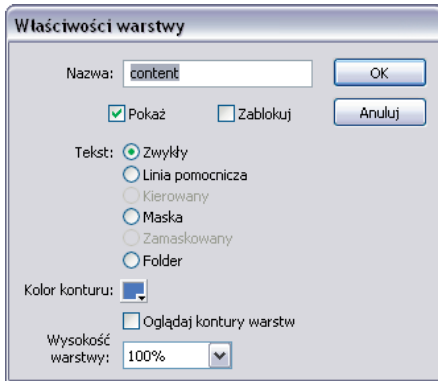 Właściwości warstwy
Nazwa: content OK
Pokaż Zablokuj Anuluj
Tekst: Zwykły
Linia pomocnicza
Kierowany
Maska
Zamaskowany
Folder
Kolor konturu:
Oglądaj kontury warstw
Wysokość
warstwy: 100%